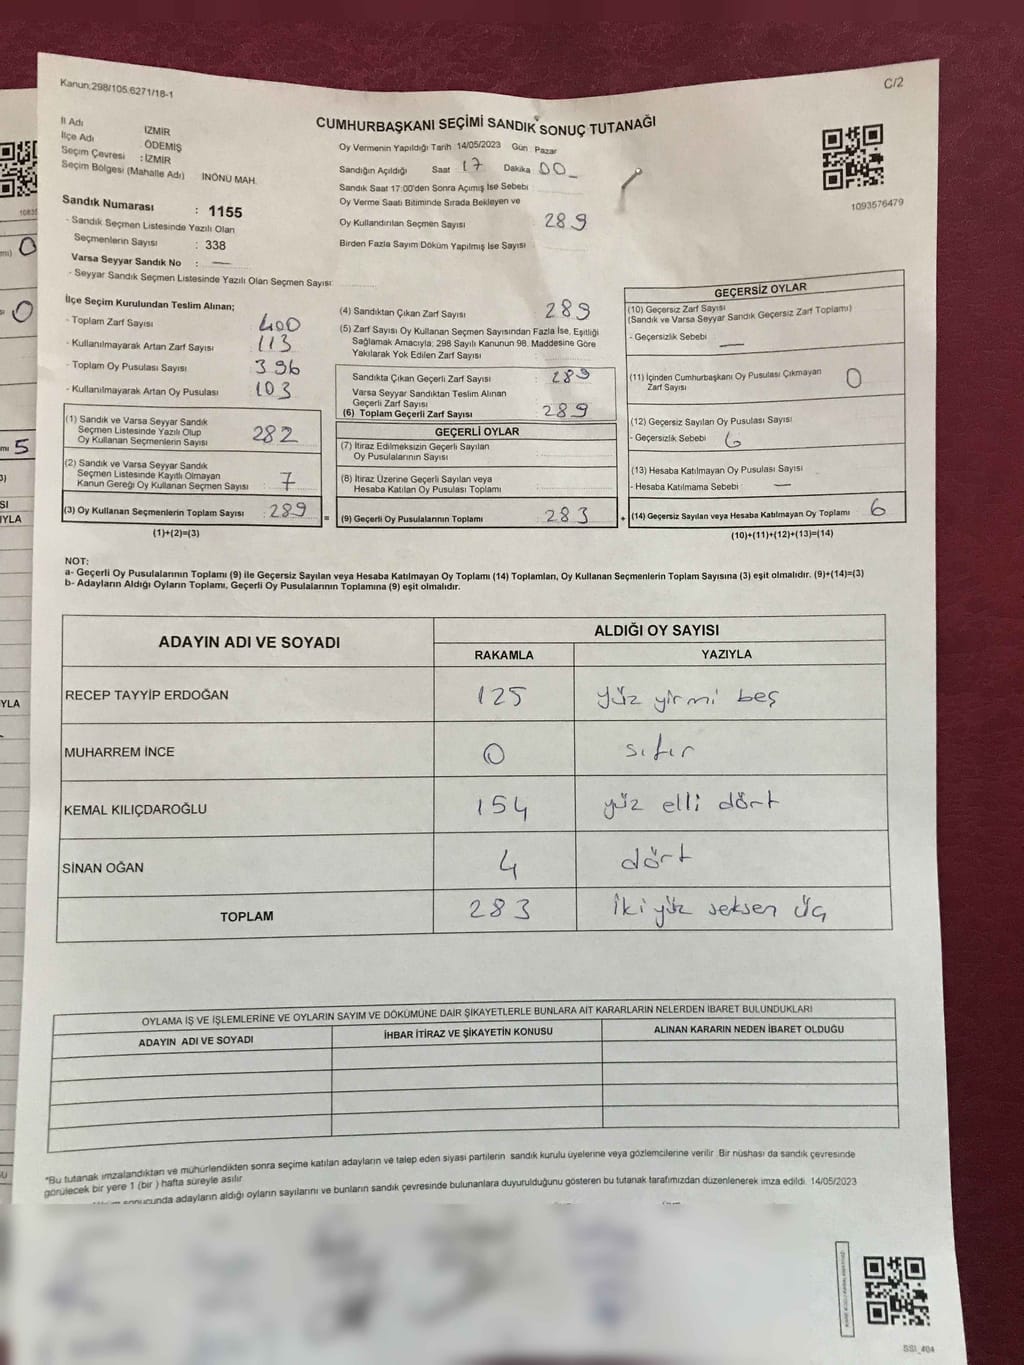 Kanun:298/105.6271/18-1
C/2
CUMHURBAŞKANI SEÇİMİ SANDIK SONUÇ TUTANAĞI
1093576479
İl Adı İZMİR
İlçe Adı ÖDEMİŞ
Seçim Çevresi : İZMİR
Seçim Bölgesi (Mahalle Adı) İNÖNÜ MAH.
Sandık Numarası : 1155
- Sandık Seçmen Listesinde Yazılı Olan
Seçmenlerin Sayısı : 338
Varsa Seyyar Sandık No : —
- Seyyar Sandık Seçmen Listesinde Yazılı Olan Seçmen Sayısı:
Oy Vermenin Yapıldığı Tarih 14/05/2023 Gün : Pazar
Sandığın Açıldığı Saat 17 Dakika 00
Sandık Saat 17:00'den Sonra Açımış İse Sebebi :
Oy Verme Saati Bitiminde Sırada Bekleyen ve
Oy Kullandırılan Seçmen Sayısı 289
Birden Fazla Sayım Döküm Yapılmış İse Sayısı :
İlçe Seçim Kurulundan Teslim Alınan;
- Toplam Zarf Sayısı 400
- Kullanılmayarak Artan Zarf Sayısı 113
- Toplam Oy Pusulası Sayısı 396
- Kullanılmayarak Artan Oy Pusulası 103
(1) Sandık ve Varsa Seyyar Sandık
Seçmen Listesinde Yazılı Olup
Oy Kullanan Seçmenlerin Sayısı 282
(2) Sandık ve Varsa Seyyar Sandık
Seçmen Listesinde Kayıtlı Olmayan
Kanun Gereği Oy Kullanan Seçmen Sayısı : 7
(3) Oy Kullanan Seçmenlerin Toplam Sayısı : 289
(1)+(2)=(3)
(4) Sandıktan Çıkan Zarf Sayısı 289
(5) Zarf Sayısı Oy Kullanan Seçmen Sayısından Fazla İse, Eşitliği
Sağlamak Amacıyla; 298 Sayılı Kanunun 98. Maddesine Göre
Yakılarak Yok Edilen Zarf Sayısı
Sandıkta Çıkan Geçerli Zarf Sayısı : 289
Varsa Seyyar Sandıktan Teslim Alınan
Geçerli Zarf Sayısı
(6) Toplam Geçerli Zarf Sayısı : 289
GEÇERLİ OYLAR
(7) İtiraz Edilmeksizin Geçerli Sayılan
Oy Pusulalarının Sayısı
(8) İtiraz Üzerine Geçerli Sayılan veya
Hesaba Katılan Oy Pusulası Toplamı
=
(9) Geçerli Oy Pusulalarının Toplamı : 283
+
GEÇERSİZ OYLAR
(10) Geçersiz Zarf Sayısı
(Sandık ve Varsa Seyyar Sandık Geçersiz Zarf Toplamı)
- Geçersizlik Sebebi : —
(11) İçinden Cumhurbaşkanı Oy Pusulası Çıkmayan
Zarf Sayısı 0
(12) Geçersiz Sayılan Oy Pusulası Sayısı
- Geçersizlik Sebebi : 6
(13) Hesaba Katılmayan Oy Pusulası Sayısı
- Hesaba Katılmama Sebebi : —
(14) Geçersiz Sayılan veya Hesaba Katılmayan Oy Toplamı : 6
(10)+(11)+(12)+(13)=(14)
NOT:
a- Geçerli Oy Pusulalarının Toplamı (9) ile Geçersiz Sayılan veya Hesaba Katılmayan Oy Toplamı (14) Toplamları, Oy Kullanan Seçmenlerin Toplam Sayısına (3) eşit olmalıdır. (9)+(14)=(3)
b- Adayların Aldığı Oyların Toplamı, Geçerli Oy Pusulalarının Toplamına (9) eşit olmalıdır.
ADAYIN ADI VE SOYADI ALDIĞI OY SAYISI
RAKAMLA YAZIYLA
RECEP TAYYİP ERDOĞAN 125 yüz yirmi beş
MUHARREM İNCE 0 sıfır
KEMAL KILIÇDAROĞLU 154 yüz elli dört
SİNAN OĞAN 4 dört
TOPLAM 283 İki yüz seksen üç
OYLAMA İŞ VE İŞLEMLERİNE VE OYLARIN SAYIM VE DÖKÜMÜNE DAİR ŞİKAYETLERLE BUNLARA AİT KARARLARIN NELERDEN İBARET BULUNDUKLARI
ADAYIN ADI VE SOYADI İHBAR İTİRAZ VE ŞİKAYETİN KONUSU ALINAN KARARIN NEDEN İBARET OLDUĞU
*Bu tutanak imzalandıktan ve mühürlendikten sonra seçime katılan adayların ve talep eden siyasi partilerin sandık kurulu üyelerine veya gözlemcilerine verilir. Bir nüshası da sandık çevresinde
görülecek bir yere 1 (bir) hafta süreyle asılır.
sonucunda adayların aldığı oyların sayılarını ve bunların sandık çevresinde bulunanlara duyurulduğunu gösteren bu tutanak tarafımızdan düzenlenerek imza edildi. 14/05/2023
SSI_404